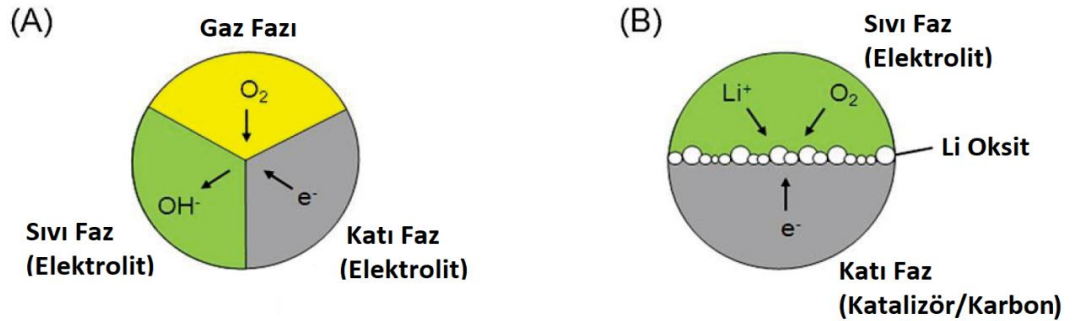 (A)
Gaz Fazı
O₂
OH⁻
e⁻
Sıvı Faz
(Elektrolit)
Katı Faz
(Elektrolit)
(B)
Sıvı Faz
(Elektrolit)
Li⁺
O₂
Li Oksit
e⁻
Katı Faz
(Katalizör/Karbon)